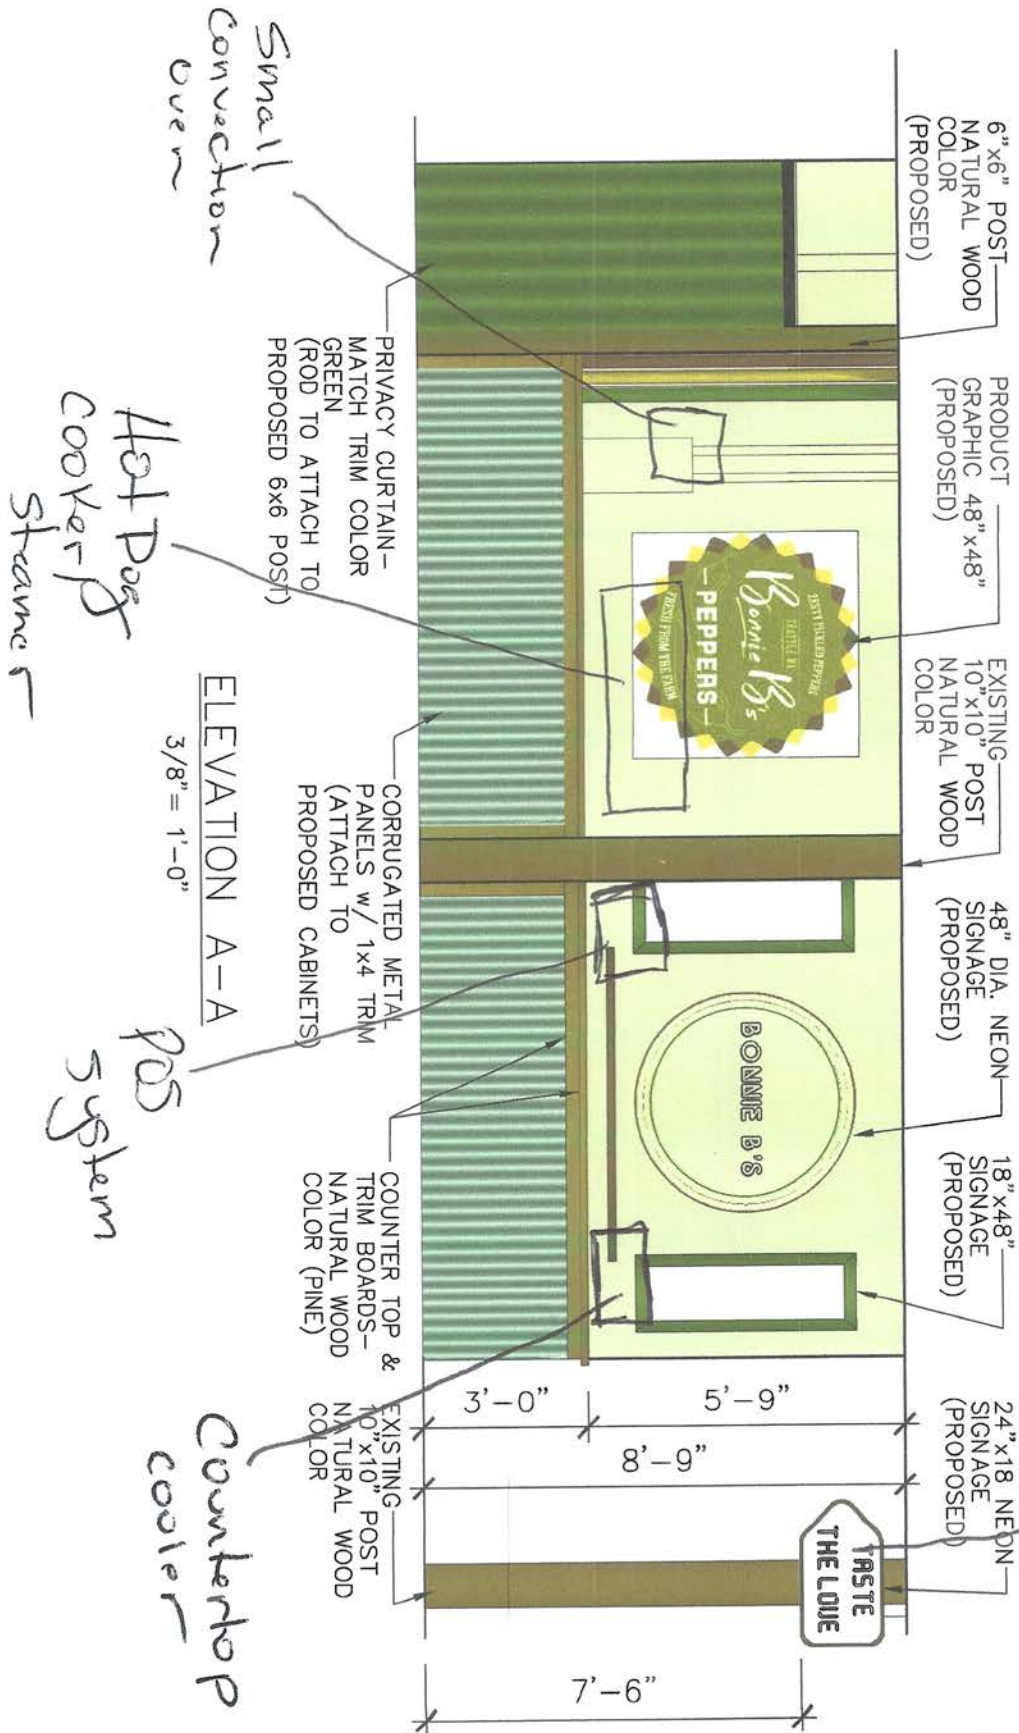 6"x6" POST
NATURAL WOOD
COLOR
(PROPOSED)
PRODUCT
GRAPHIC 48"x48"
(PROPOSED)
EXISTING
10"x10" POST
NATURAL WOOD
COLOR
48" DIA. NEON
SIGNAGE
(PROPOSED)
18"x48"
SIGNAGE
(PROPOSED)
24"x18 NEON
SIGNAGE
(PROPOSED)
ZESTY PICKLED PEPPERS
SEATTLE WA
Bonnie B's
—PEPPERS—
FRESH FROM THE FARM
BONNIE B'S
TASTE
THE LOVE
5'-9"
3'-0"
8'-9"
7'-6"
PRIVACY CURTAIN-
MATCH TRIM COLOR
GREEN
(ROD TO ATTACH TO
PROPOSED 6x6 POST)
CORRUGATED METAL
PANELS w/ 1x4 TRIM
(ATTACH TO
PROPOSED CABINETS)
COUNTER TOP &
TRIM BOARDS-
NATURAL WOOD
COLOR (PINE)
EXISTING
10"x10" POST
NATURAL WOOD
COLOR
ELEVATION A-A
3/8" = 1'-0"
Small
Convection
Oven
Hot Dog
Cooker
Steamer
POS
System
Countertop
cooler